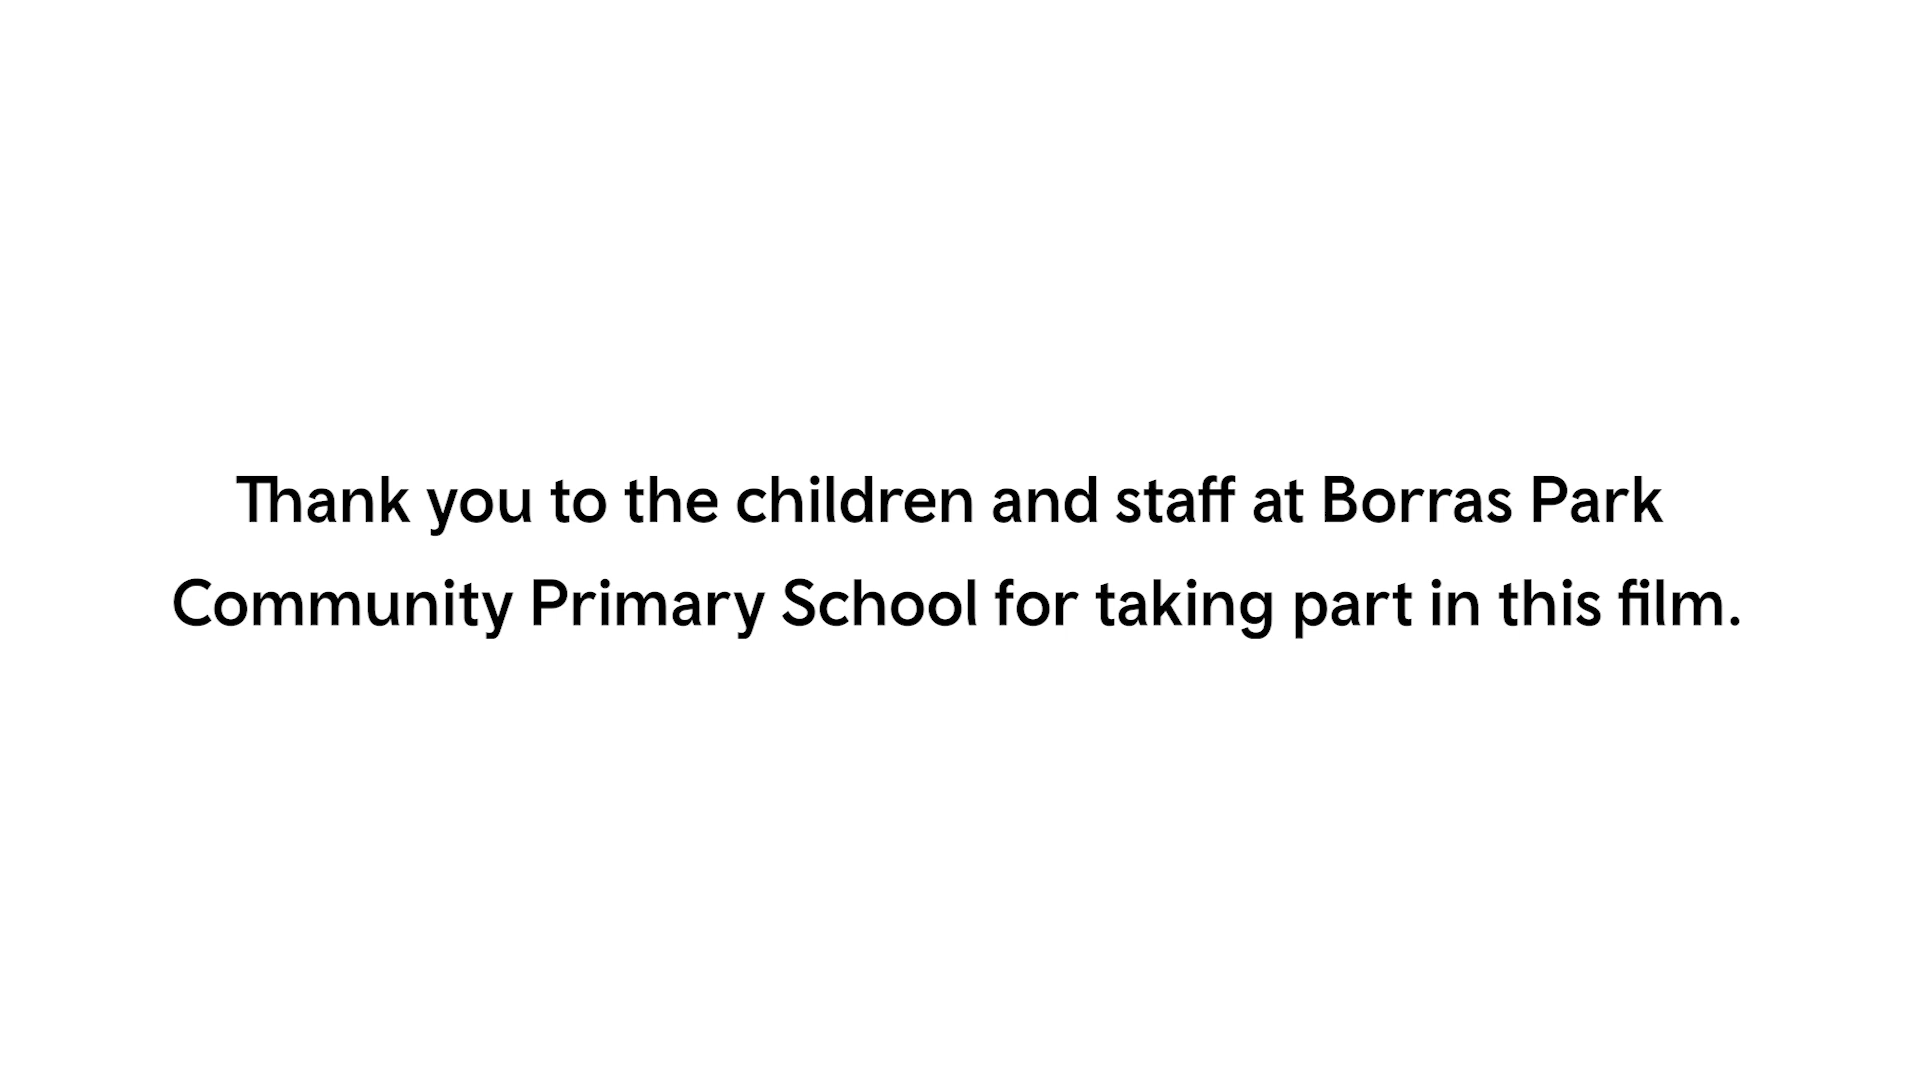 Thank you to the children and staff at Borras Park
Community Primary School for taking part in this film.